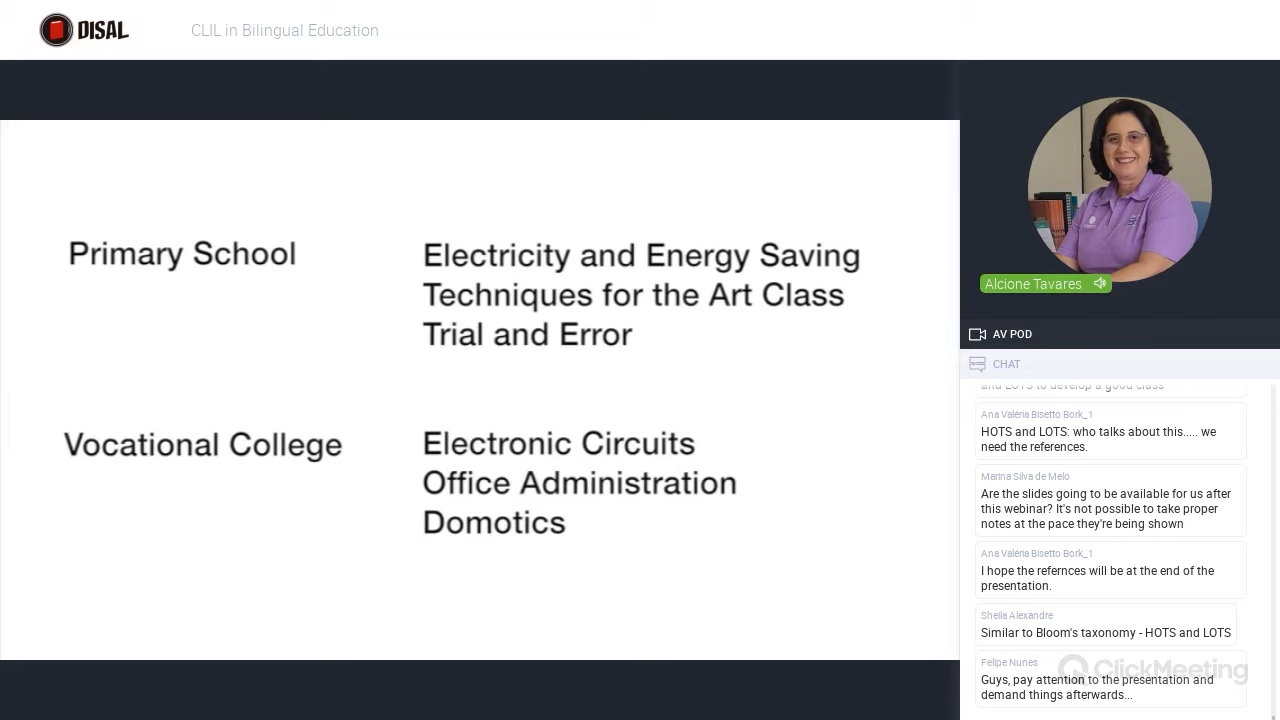 DISAL
CLIL in Bilingual Education
Primary School
Electricity and Energy Saving
Techniques for the Art Class
Trial and Error
Vocational College
Electronic Circuits
Office Administration
Domotics
Alcione Tavares
AV POD
CHAT
and LOTS to develop a good class
Ana Valéria Bisetto Bork_1
HOTS and LOTS: who talks about this..... we
need the references.
Marina Silva de Melo
Are the slides going to be available for us after
this webinar? It's not possible to take proper
notes at the pace they're being shown
Ana Valéria Bisetto Bork_1
I hope the refernces will be at the end of the
presentation.
Sheila Alexandre
Similar to Bloom's taxonomy - HOTS and LOTS
Felipe Nunes
Guys, pay attention to the presentation and
demand things afterwards...
ClickMeeting